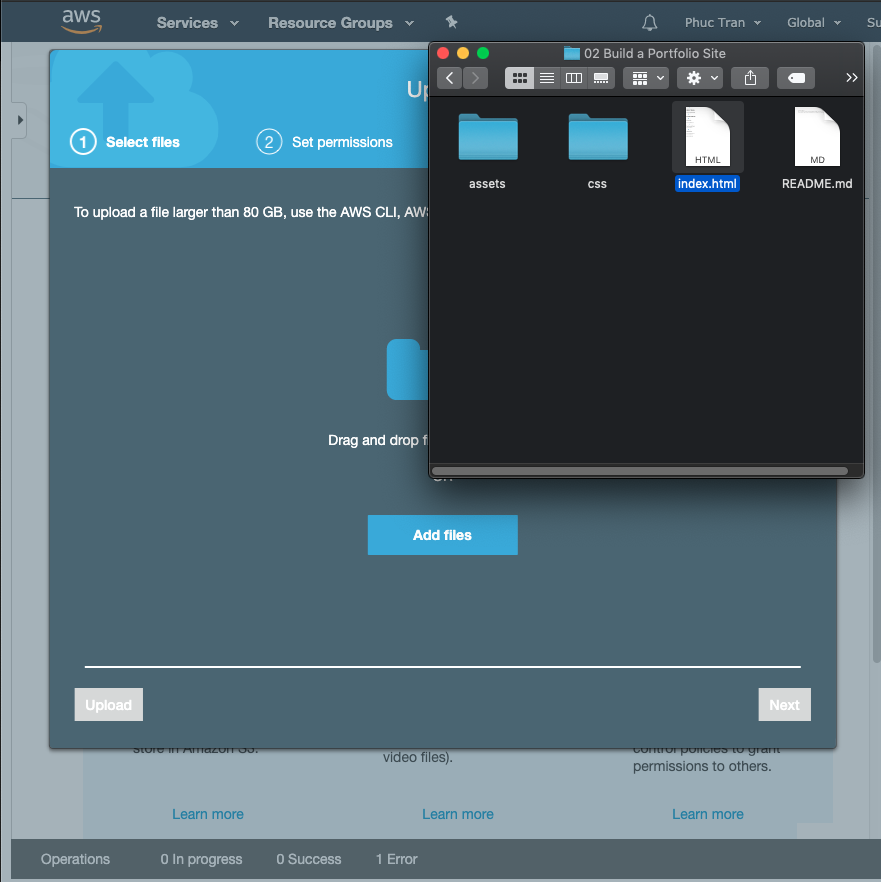 aws Services Resource Groups Phuc Tran Global Su
02 Build a Portfolio Site
Up
1 Select files 2 Set permissions
HTML MD
assets css index.html README.md
To upload a file larger than 80 GB, use the AWS CLI, AWS
Drag and drop f
Add files
Upload Next
store in Amazon S3.
video files).
control policies to grant
permissions to others.
Learn more Learn more Learn more
Operations 0 In progress 0 Success 1 Error